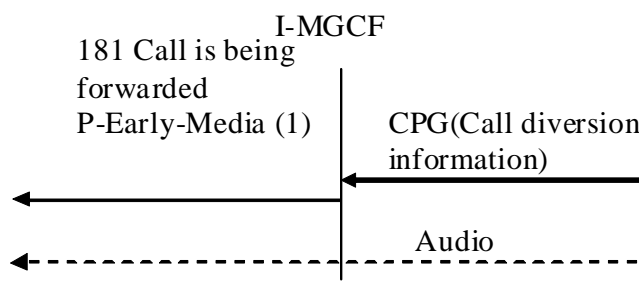 I-MGCF
181 Call is being
forwarded
P-Early-Media (1)
CPG(Call diversion
information)
Audio